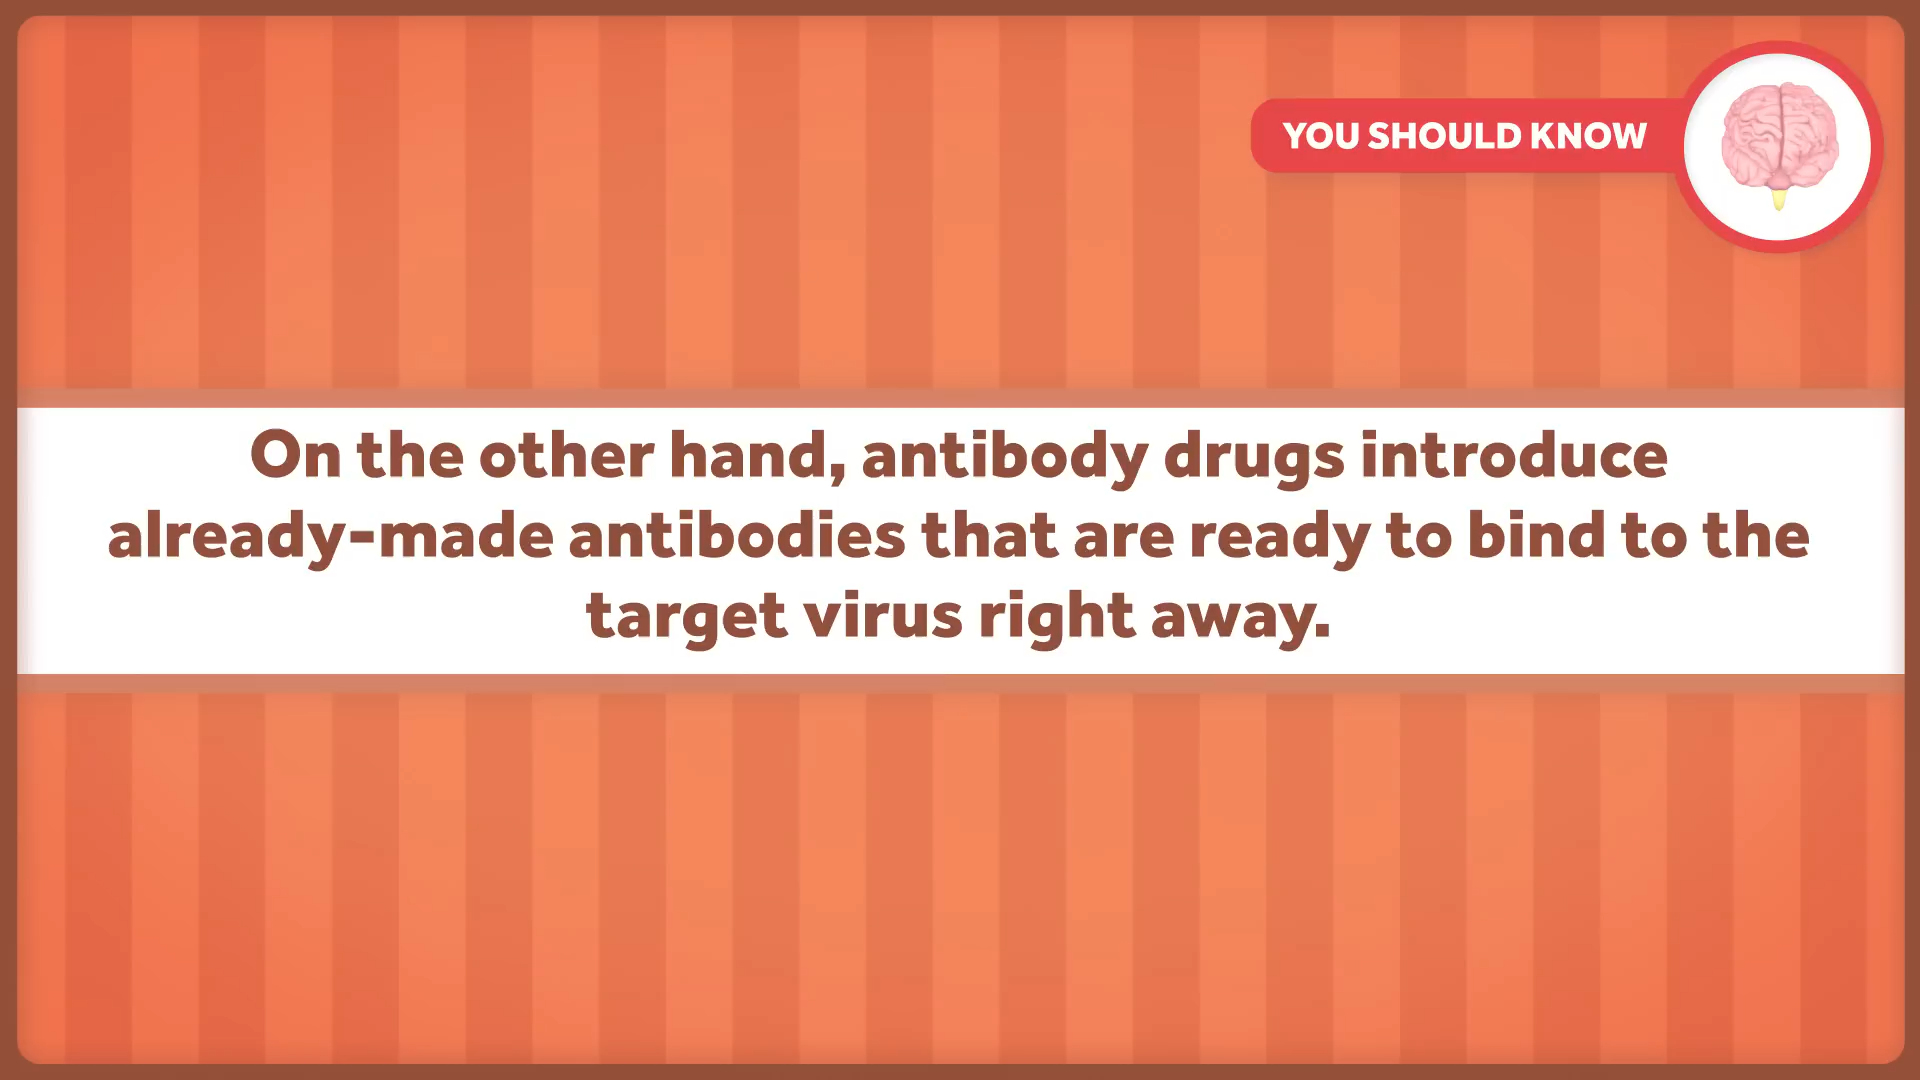 YOU SHOULD KNOW
On the other hand, antibody drugs introduce
already-made antibodies that are ready to bind to the
target virus right away.